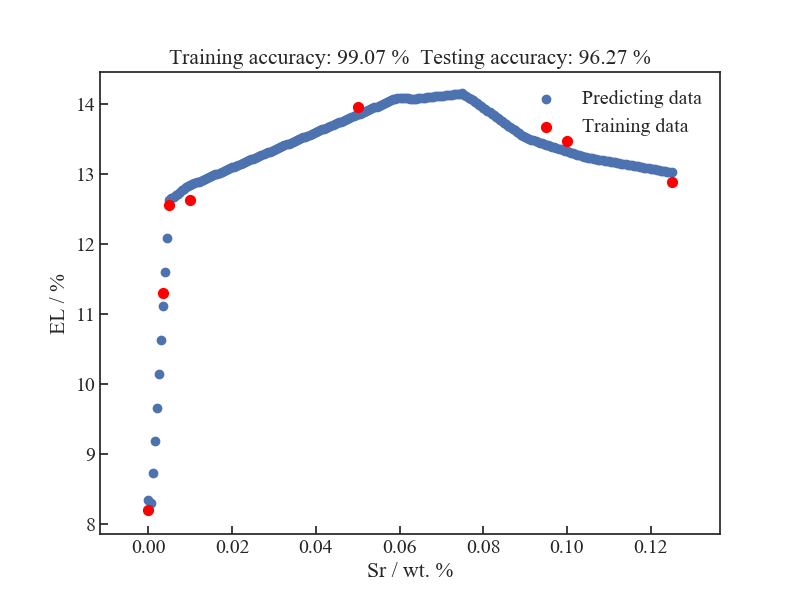 Training accuracy: 99.07 %  Testing accuracy: 96.27 %
Predicting data
Training data
14
13
12
11
10
9
8
EL / %
0.00 0.02 0.04 0.06 0.08 0.10 0.12
Sr / wt. %